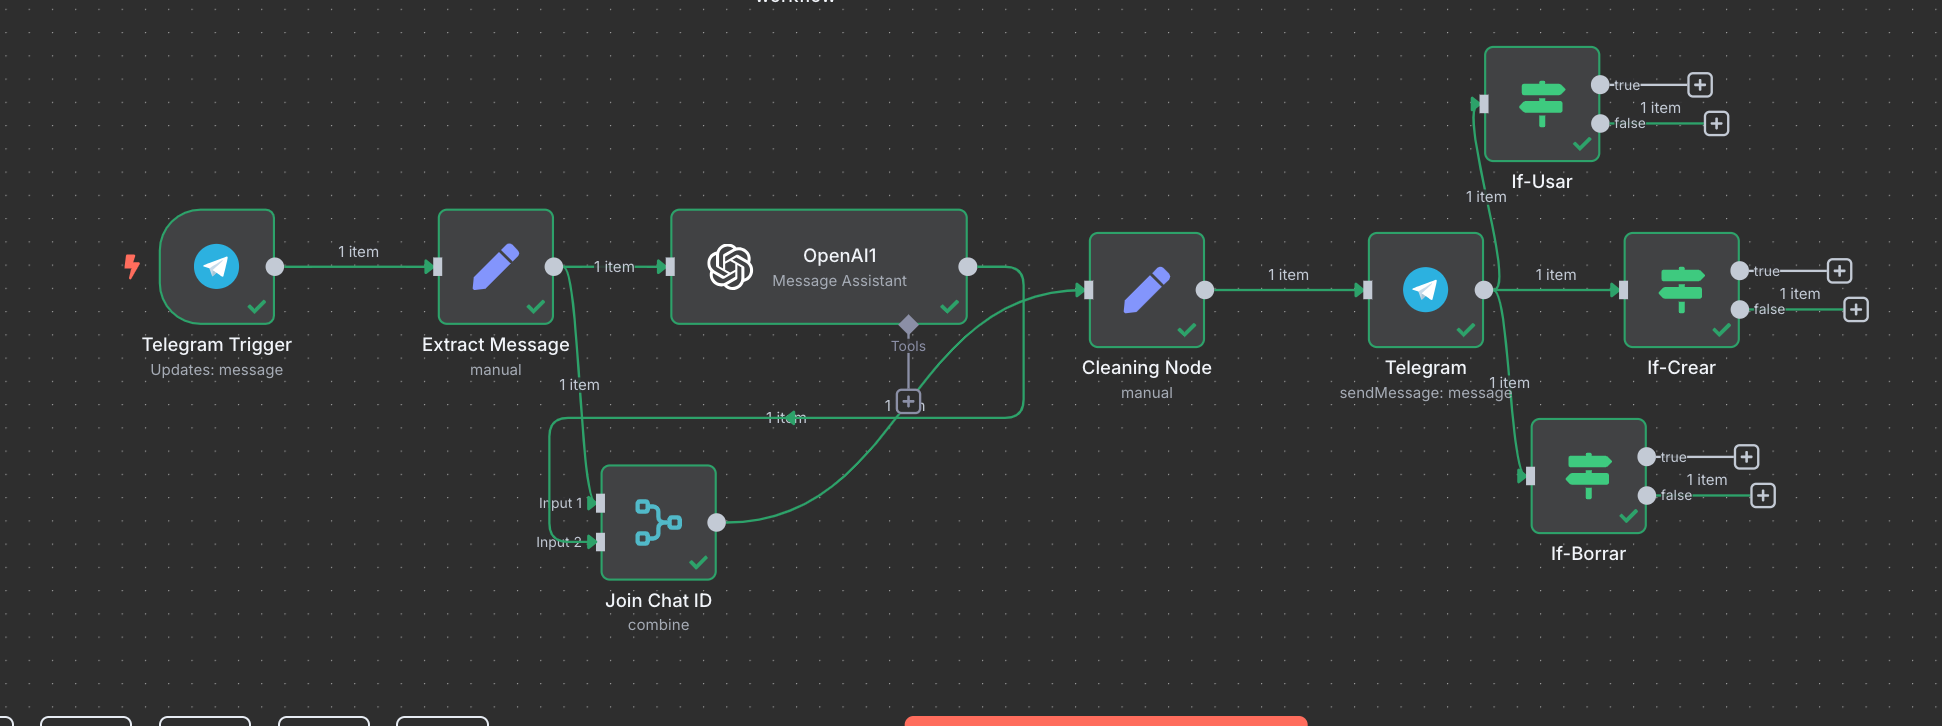 workflow
true
1 item
false
If-Usar
1 item
1 item
1 item
OpenAI1
Message Assistant
Tools
1 item
1 item
true
1 item
false
Telegram Trigger
Updates: message
Extract Message
manual
Cleaning Node
manual
Telegram
sendMessage: message
If-Crear
1 item
1 item
1 item
true
1 item
false
Input 1
Input 2
If-Borrar
Join Chat ID
combine